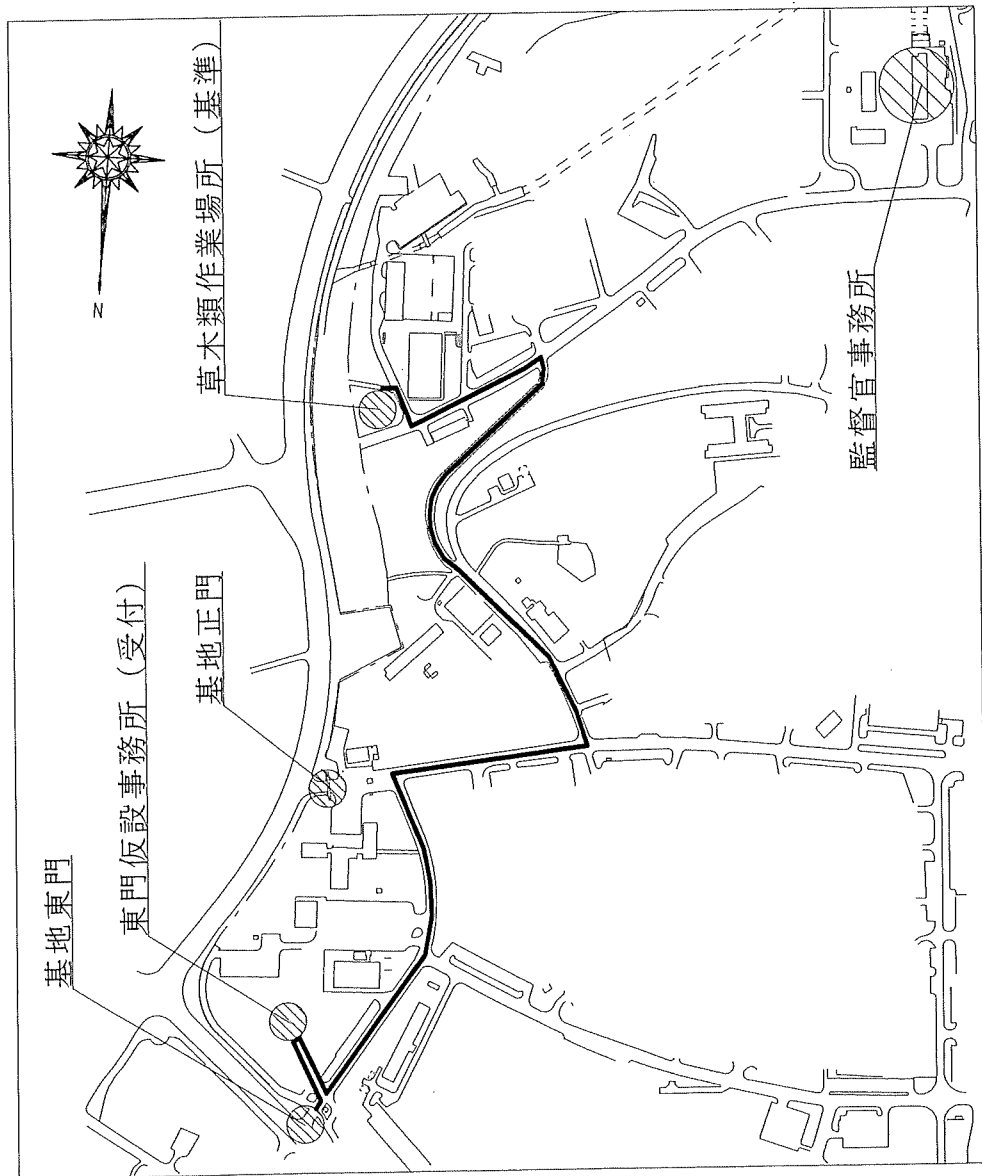 N
草木類作業場所（基準）
監督官事務所
基地正門
東門仮設事務所（受付）
基地東門